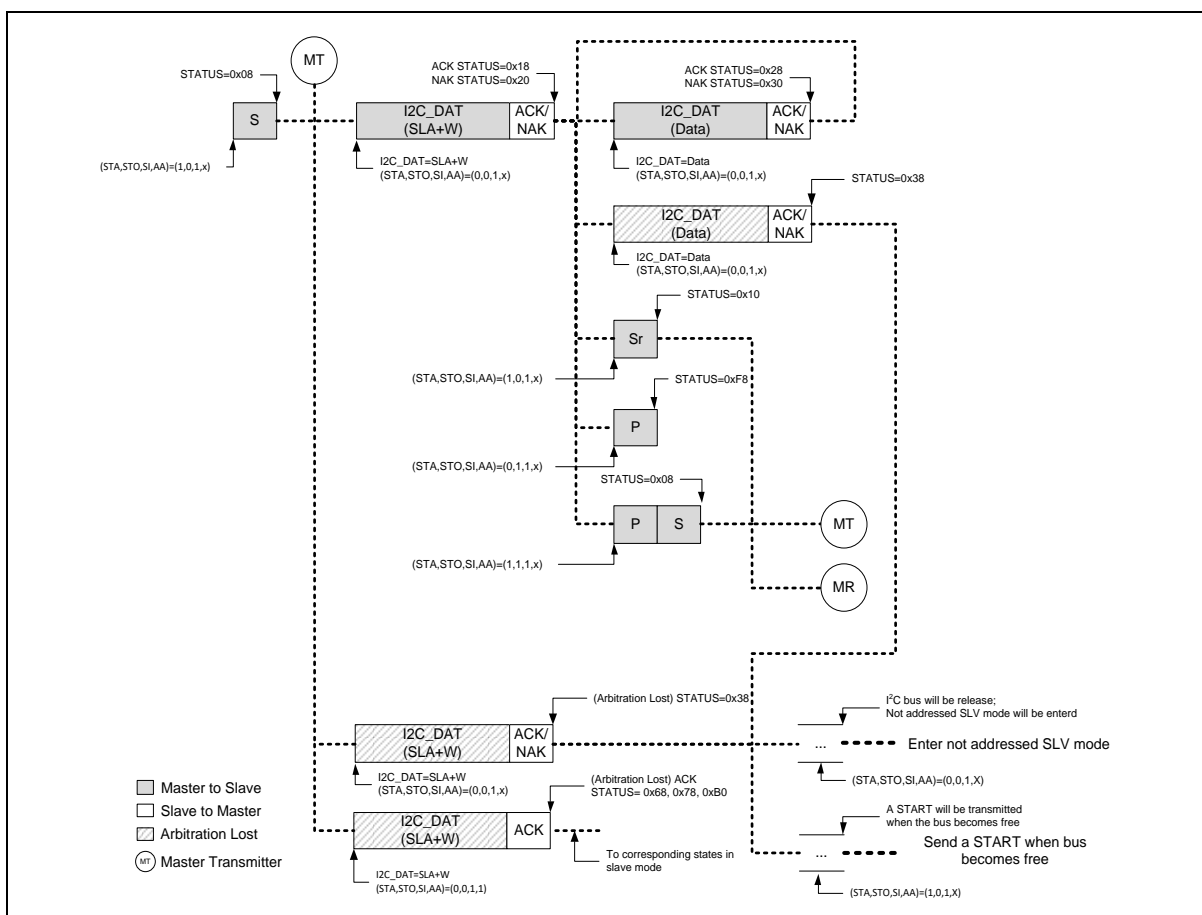 MT
STATUS=0x08
ACK STATUS=0x18
NAK STATUS=0x20
ACK STATUS=0x28
NAK STATUS=0x30
S
I2C_DAT
(SLA+W)
ACK/
NAK
I2C_DAT
(Data)
ACK/
NAK
(STA,STO,SI,AA)=(1,0,1,x)
I2C_DAT=SLA+W
(STA,STO,SI,AA)=(0,0,1,x)
I2C_DAT=Data
(STA,STO,SI,AA)=(0,0,1,x)
STATUS=0x38
I2C_DAT
(Data)
ACK/
NAK
I2C_DAT=Data
(STA,STO,SI,AA)=(0,0,1,x)
STATUS=0x10
Sr
(STA,STO,SI,AA)=(1,0,1,x)
STATUS=0xF8
P
(STA,STO,SI,AA)=(0,1,1,x)
STATUS=0x08
P
S
MT
(STA,STO,SI,AA)=(1,1,1,x)
MR
(Arbitration Lost) STATUS=0x38
I²C bus will be release;
Not addressed SLV mode will be enterd
I2C_DAT
(SLA+W)
ACK/
NAK
...
Enter not addressed SLV mode
I2C_DAT=SLA+W
(STA,STO,SI,AA)=(0,0,1,x)
(STA,STO,SI,AA)=(0,0,1,X)
Master to Slave
Slave to Master
Arbitration Lost
MT
Master Transmitter
(Arbitration Lost) ACK
STATUS= 0x68, 0x78, 0xB0
I2C_DAT
(SLA+W)
ACK
To corresponding states in
slave mode
I2C_DAT=SLA+W
(STA,STO,SI,AA)=(0,0,1,1)
A START will be transmitted
when the bus becomes free
...
Send a START when bus
becomes free
(STA,STO,SI,AA)=(1,0,1,X)